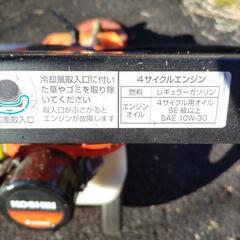 冷却風取入口に付い
た草やゴミを取り除
いてください
取入口がふさがると
エンジンが故障します
風取入口
4サイクルエンジン
燃料 レギュラーガソリン
エンジンオイル 4サイクル用オイル
SE 級以上
SAE 10W-30
KOSHIN